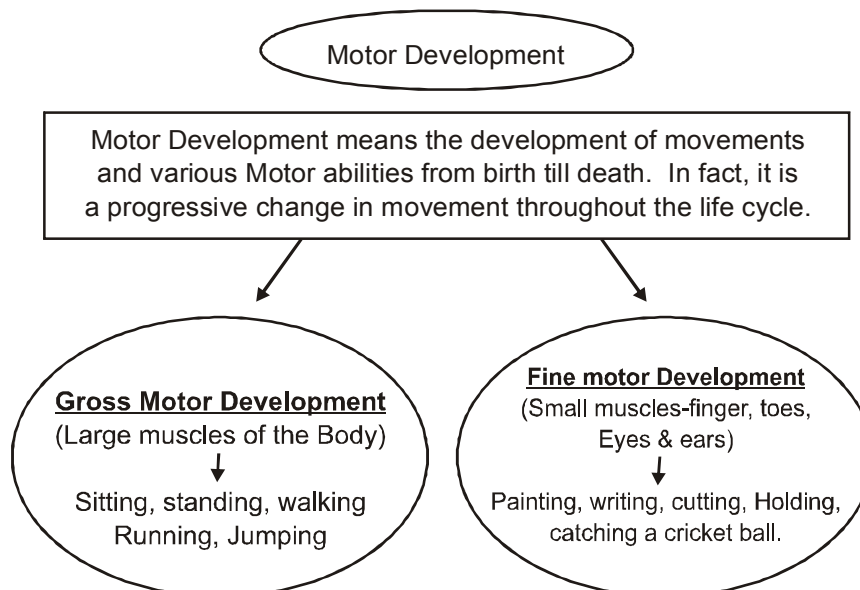 Motor Development
Motor Development means the development of movements
and various Motor abilities from birth till death. In fact, it is
a progressive change in movement throughout the life cycle.
Gross Motor Development
(Large muscles of the Body)
Sitting, standing, walking
Running, Jumping
Fine motor Development
(Small muscles-finger, toes,
Eyes & ears)
Painting, writing, cutting, Holding,
catching a cricket ball.